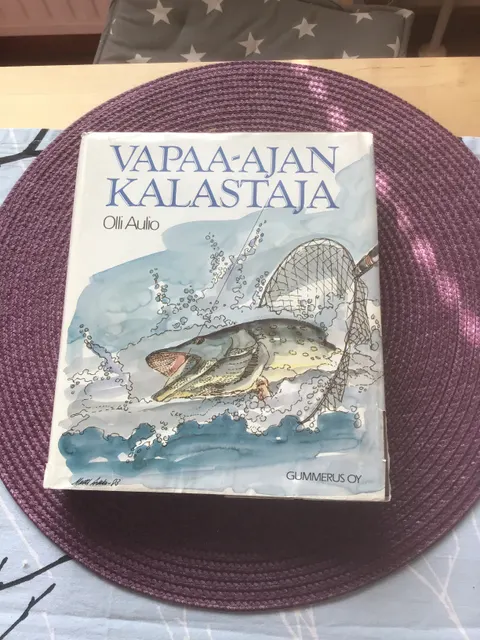 VAPAA-AJAN
KALASTAJA
Olli Aulio
GUMMERUS OY